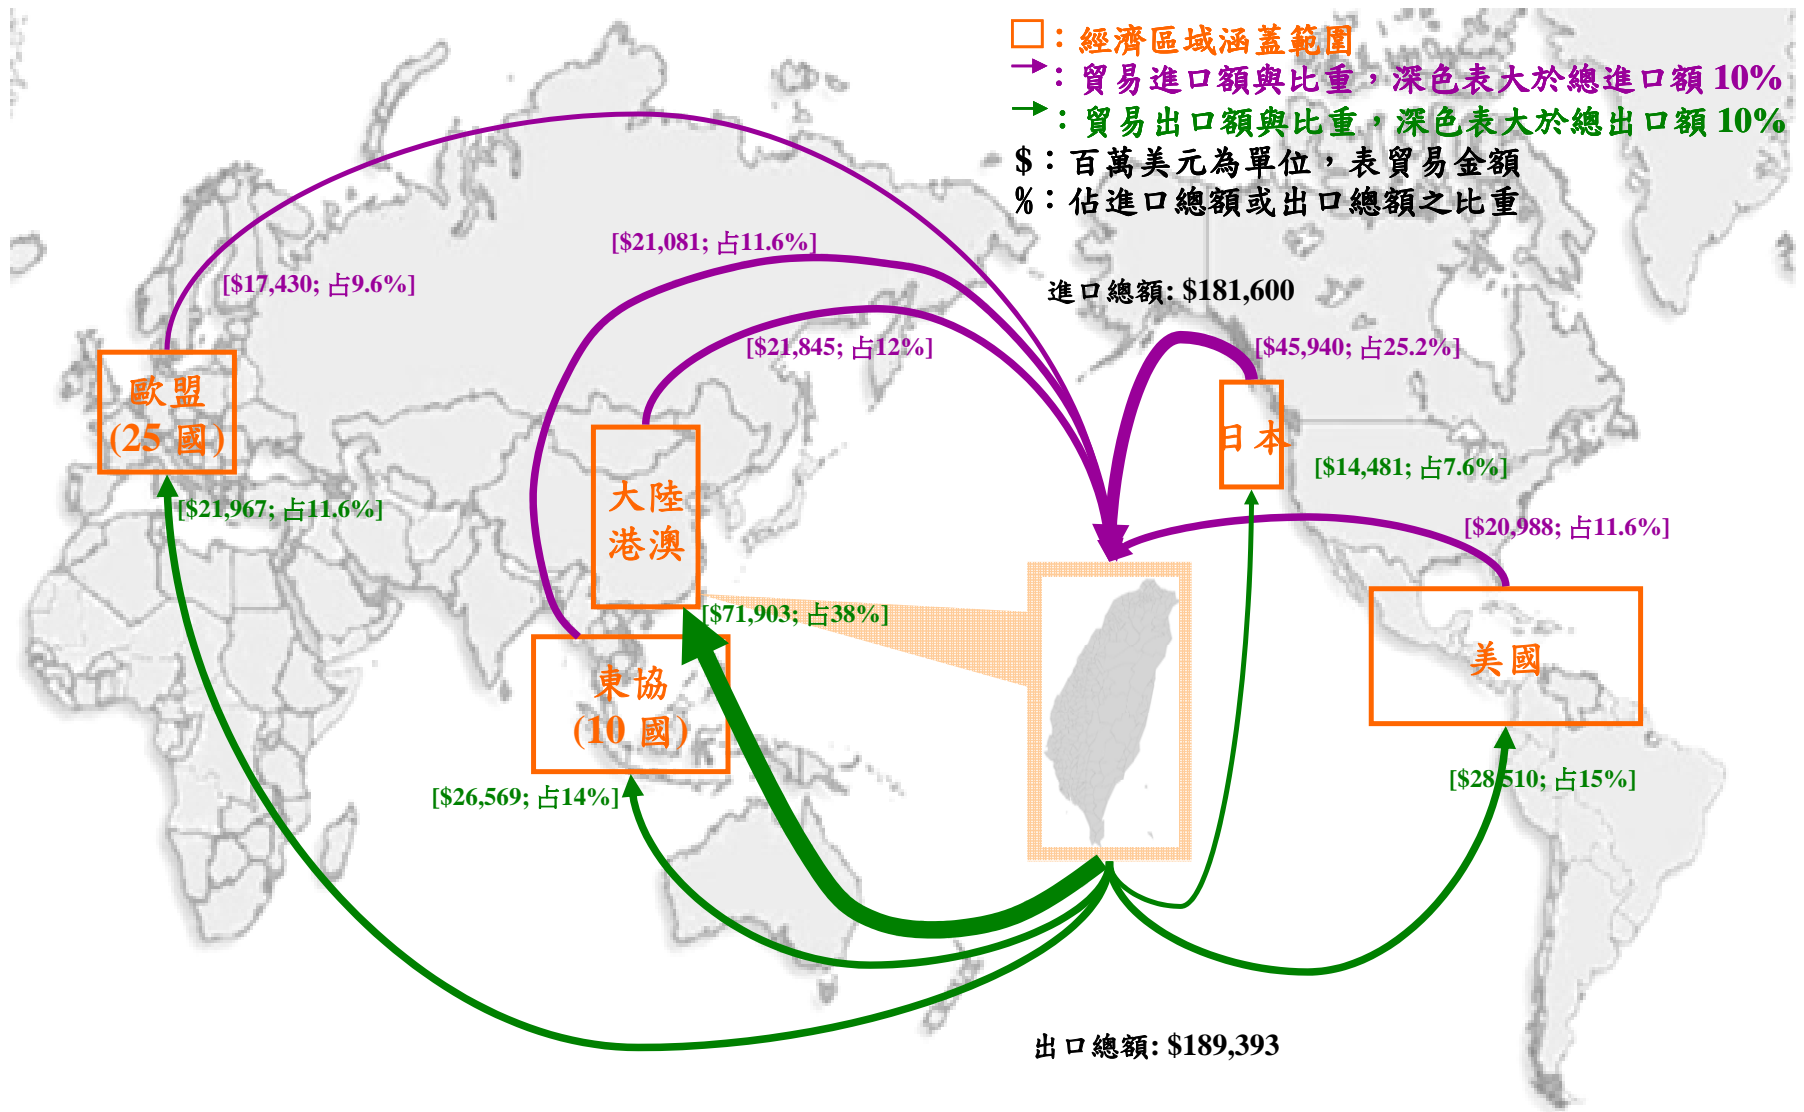 ：經濟區域涵蓋範圍
：貿易進口額與比重，深色表大於總進口額 10%
：貿易出口額與比重，深色表大於總出口額 10%
$：百萬美元為單位，表貿易金額
%：佔進口總額或出口總額之比重
[$21,081; 占11.6%]
[$17,430; 占9.6%]
進口總額: $181,600
[$21,845; 占12%]
[$45,940; 占25.2%]
歐盟
(25 國)
日本
[$14,481; 占7.6%]
大陸
港澳
[$21,967; 占11.6%]
[$20,988; 占11.6%]
[$71,903; 占38%]
美國
東協
(10 國)
[$26,569; 占14%]
[$28,510; 占15%]
出口總額: $189,393